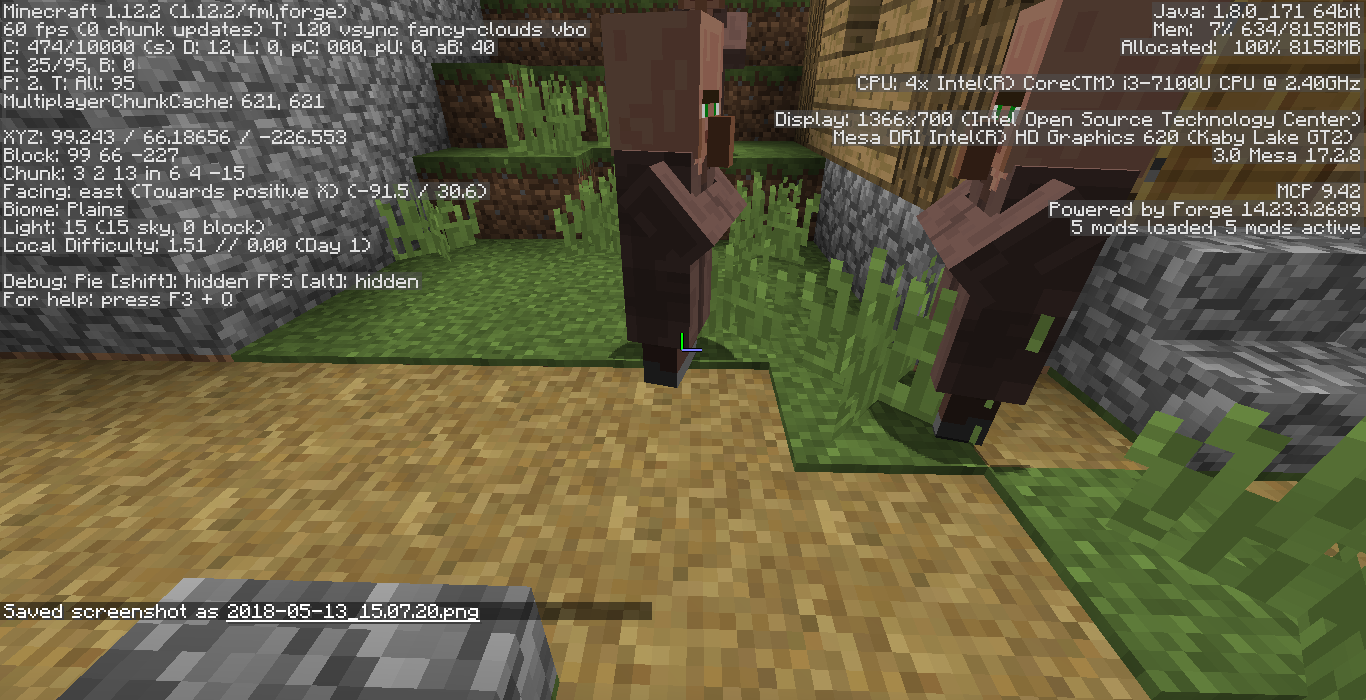 Minecraft 1.12.2 (1.12.2/fml,forge)
60 fps (0 chunk updates) T: 120 vsync fancy-clouds vbo
C: 474/10000 (s) D: 12, L: 0, pC: 000, pU: 0, aB: 40
E: 25/95, B: 0
P: 2. T: All: 95
MultiplayerChunkCache: 621, 621
XYZ: 99.243 / 66.18656 / -226.553
Block: 99 66 -227
Chunk: 3 2 13 in 6 4 -15
Facing: east (Towards positive X) (-91.5 / 30.6)
Biome: Plains
Light: 15 (15 sky, 0 block)
Local Difficulty: 1.51 // 0.00 (Day 1)
Debug: Pie [shift]: hidden FPS [alt]: hidden
For help: press F3 + Q
Java: 1.8.0_171 64bit
Mem: 7% 634/8158MB
Allocated: 100% 8158MB
CPU: 4x Intel(R) Core(TM) i3-7100U CPU @ 2.40GHz
Display: 1366x700 (Intel Open Source Technology Center)
Mesa DRI Intel(R) HD Graphics 620 (Kaby Lake GT2)
3.0 Mesa 17.2.8
MCP 9.42
Powered by Forge 14.23.3.2689
5 mods loaded, 5 mods active
Saved screenshot as 2018-05-13_15.07.20.png